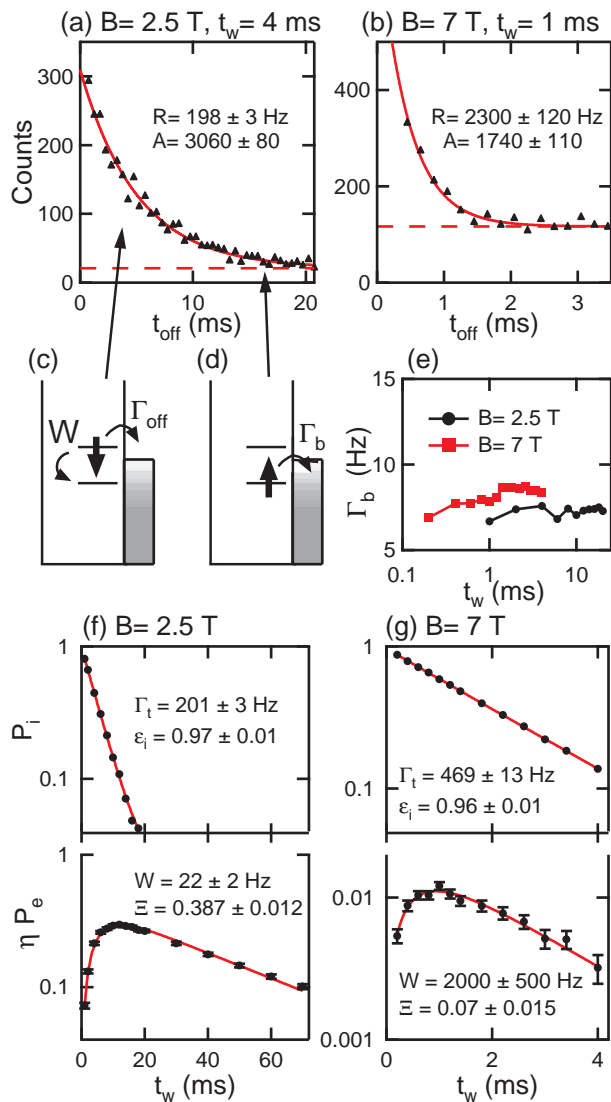 (a) B= 2.5 T, t_w= 4 ms
300
200
100
0
Counts
R= 198 ± 3 Hz
A= 3060 ± 80
0
10
20
t_off (ms)
(b) B= 7 T, t_w= 1 ms
400
200
0
R= 2300 ± 120 Hz
A= 1740 ± 110
0
1
2
3
t_off (ms)
(c)
W
Γ_off
(d)
Γ_b
(e)
15
10
5
Γ_b (Hz)
B= 2.5 T
B= 7 T
0.1
1
10
t_w (ms)
(f) B= 2.5 T
1
0.1
P_i
Γ_t = 201 ± 3 Hz
ε_i = 0.97 ± 0.01
(g) B= 7 T
1
0.1
Γ_t = 469 ± 13 Hz
ε_i = 0.96 ± 0.01
1
0.1
η P_e
W = 22 ± 2 Hz
Ξ = 0.387 ± 0.012
0
20
40
60
t_w (ms)
0.01
0.001
W = 2000 ± 500 Hz
Ξ = 0.07 ± 0.015
0
2
4
t_w (ms)